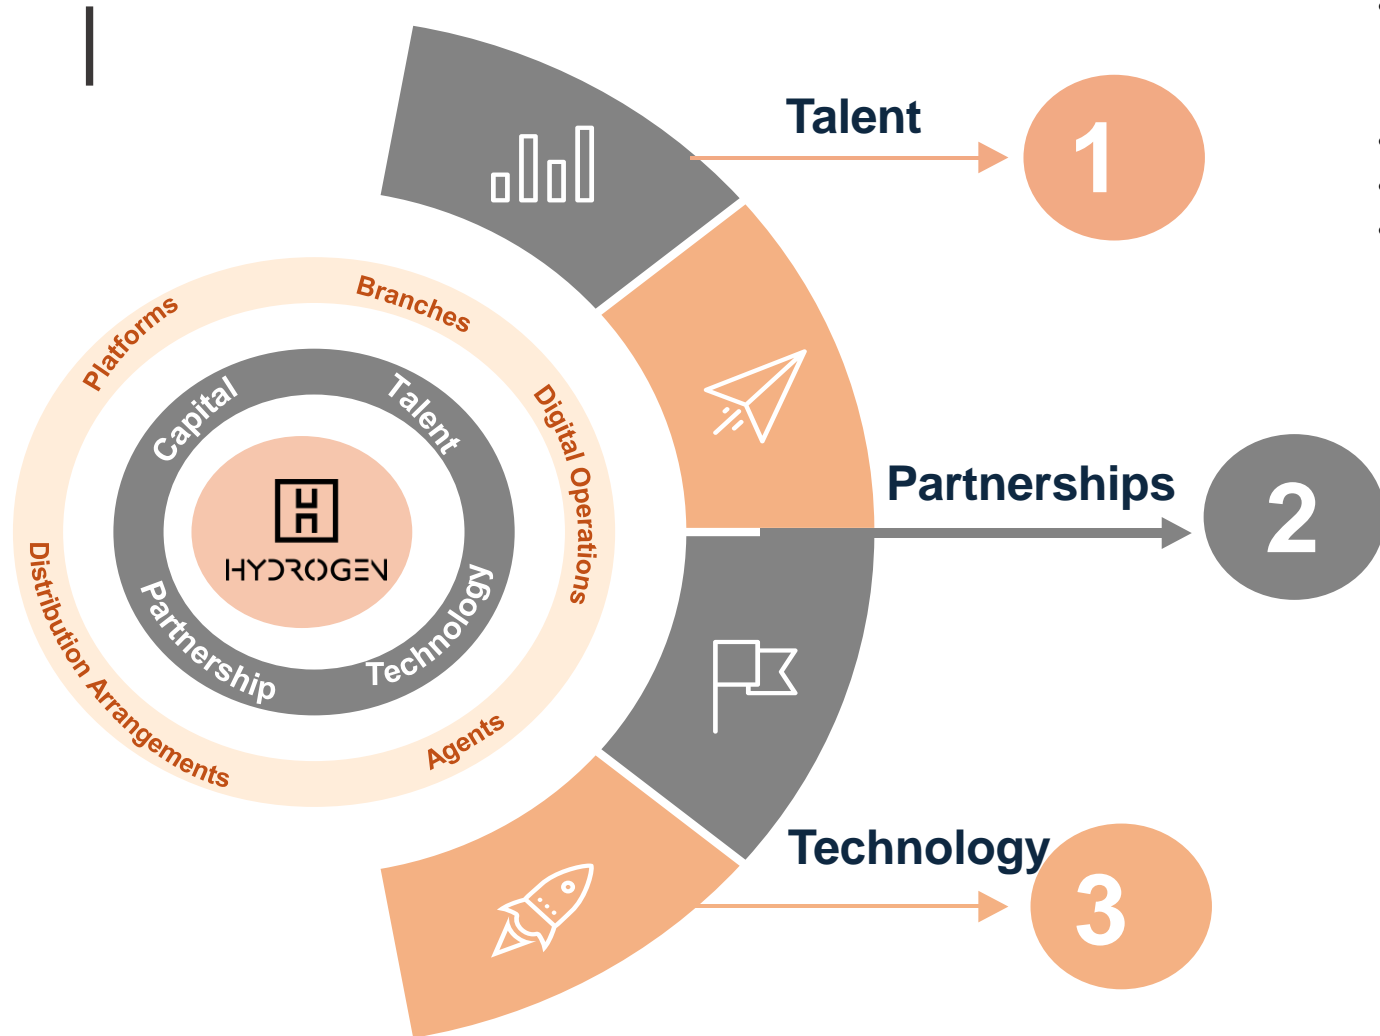 Talent
1
Partnerships
2
Technology
3
Platforms
Branches
Digital Operations
Agents
Distribution Arrangements
Capital
Talent
Technology
Partnership
HYDROGEN